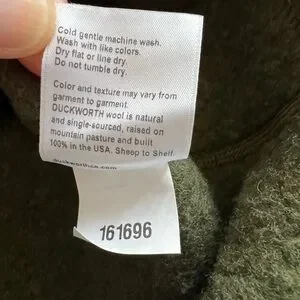 Cold gentle machine wash.
Wash with like colors.
Dry flat or line dry.
Do not tumble dry.
Color and texture may vary from
garment to garment.
DUCKWORTH wool is natural
and single-sourced, raised on
mountain pasture and built
100% in the USA, Sheep to Shelf.
duckworthco.com
161696